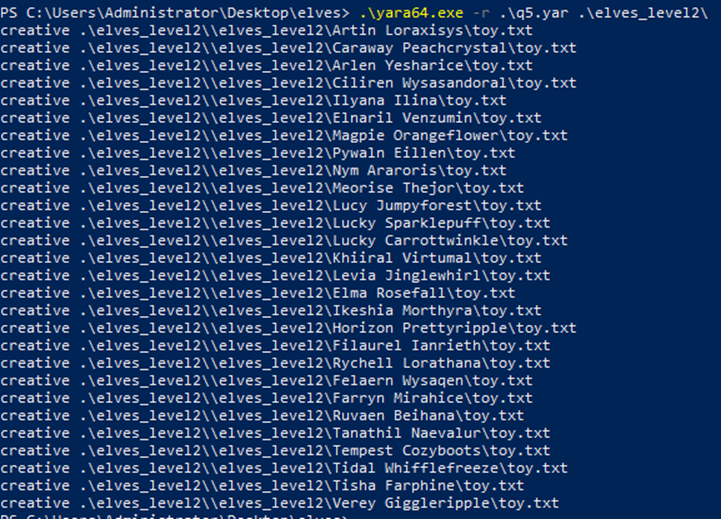 PS C:\Users\Administrator\Desktop\elves> .\yara64.exe -r .\q5.yar .\elves_level2\
creative .\elves_level2\\elves_level2\Artin Loraxisys\toy.txt
creative .\elves_level2\\elves_level2\Caraway Peachcrystal\toy.txt
creative .\elves_level2\\elves_level2\Arlen Yesharice\toy.txt
creative .\elves_level2\\elves_level2\Ciliren Wysasandoral\toy.txt
creative .\elves_level2\\elves_level2\Ilyana Ilina\toy.txt
creative .\elves_level2\\elves_level2\Elnaril Venzumin\toy.txt
creative .\elves_level2\\elves_level2\Magpie Orangeflower\toy.txt
creative .\elves_level2\\elves_level2\Pywaln Eillen\toy.txt
creative .\elves_level2\\elves_level2\Nym Araroris\toy.txt
creative .\elves_level2\\elves_level2\Meorise Thejor\toy.txt
creative .\elves_level2\\elves_level2\Lucy Jumpyforest\toy.txt
creative .\elves_level2\\elves_level2\Lucky Sparklepuff\toy.txt
creative .\elves_level2\\elves_level2\Lucky Carrottwinkle\toy.txt
creative .\elves_level2\\elves_level2\Khiiral Virtumal\toy.txt
creative .\elves_level2\\elves_level2\Levia Jinglewhirl\toy.txt
creative .\elves_level2\\elves_level2\Elma Rosefall\toy.txt
creative .\elves_level2\\elves_level2\Ikeshia Morthyra\toy.txt
creative .\elves_level2\\elves_level2\Horizon Prettyripple\toy.txt
creative .\elves_level2\\elves_level2\Filaurel Ianrieth\toy.txt
creative .\elves_level2\\elves_level2\Rychell Lorathana\toy.txt
creative .\elves_level2\\elves_level2\Felaern Wysaqen\toy.txt
creative .\elves_level2\\elves_level2\Farryn Mirahice\toy.txt
creative .\elves_level2\\elves_level2\Ruvaen Beihana\toy.txt
creative .\elves_level2\\elves_level2\Tanathil Naevalur\toy.txt
creative .\elves_level2\\elves_level2\Tempest Cozyboots\toy.txt
creative .\elves_level2\\elves_level2\Tidal Whifflefreeze\toy.txt
creative .\elves_level2\\elves_level2\Tisha Farphine\toy.txt
creative .\elves_level2\\elves_level2\Verey Giggleripple\toy.txt
PS C:\Users\Administrator\Desktop\elves>